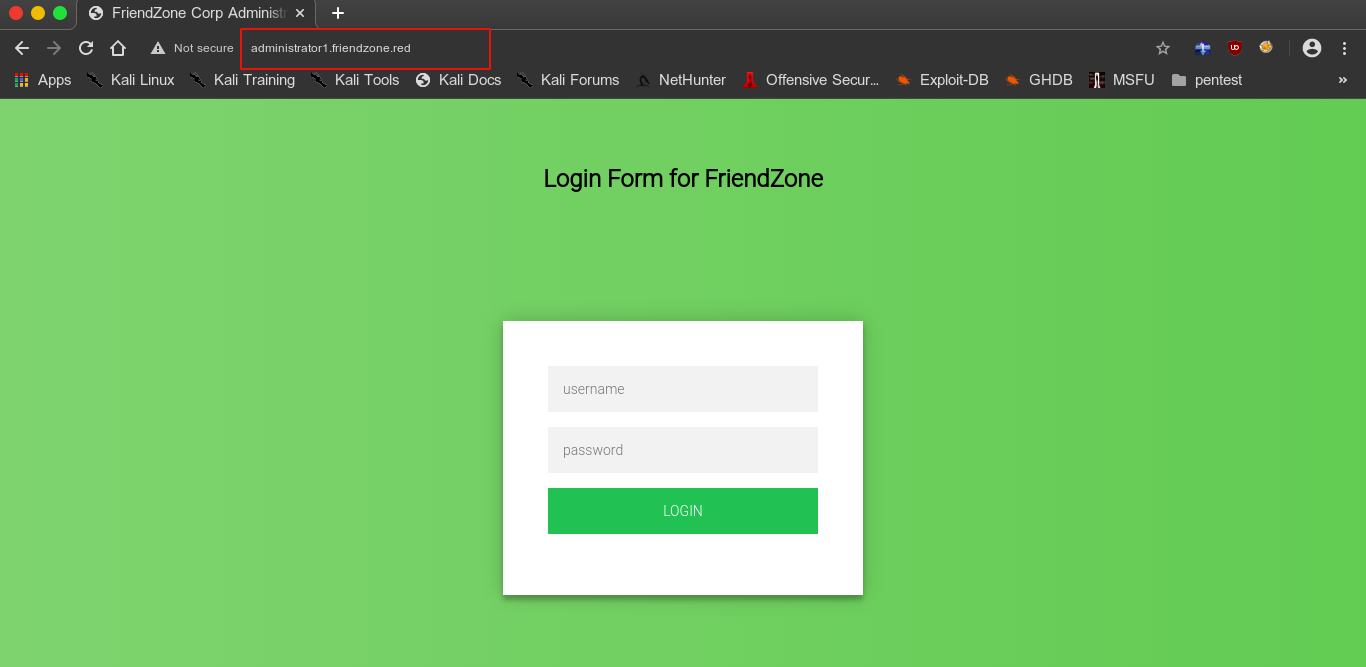 FriendZone Corp Administr
Not secure administrator1.friendzone.red
Apps Kali Linux Kali Training Kali Tools Kali Docs Kali Forums NetHunter Offensive Secur... Exploit-DB GHDB MSFU pentest »
Login Form for FriendZone
username
password
LOGIN